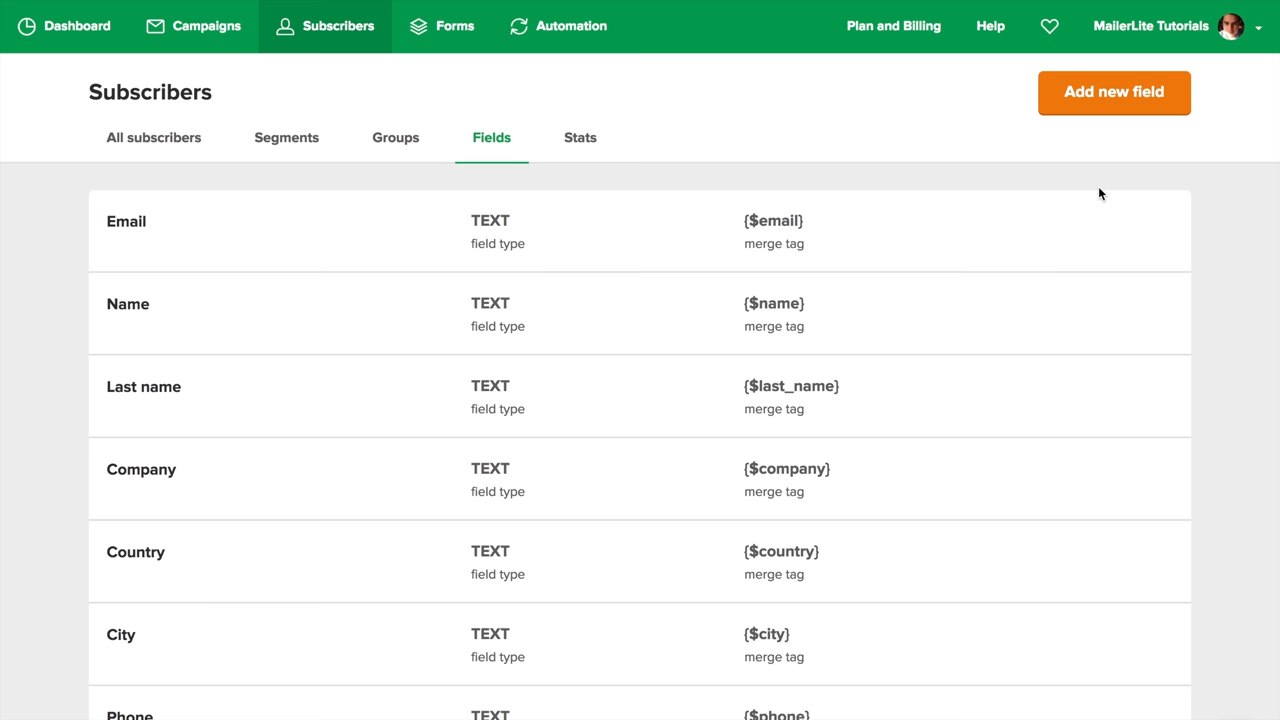 Dashboard Campaigns Subscribers Forms Automation Plan and Billing Help MailerLite Tutorials
Subscribers
Add new field
All subscribers Segments Groups Fields Stats
Email TEXT {$email}
field type merge tag
Name TEXT {$name}
field type merge tag
Last name TEXT {$last_name}
field type merge tag
Company TEXT {$company}
field type merge tag
Country TEXT {$country}
field type merge tag
City TEXT {$city}
field type merge tag
Phone TEXT {$phone}